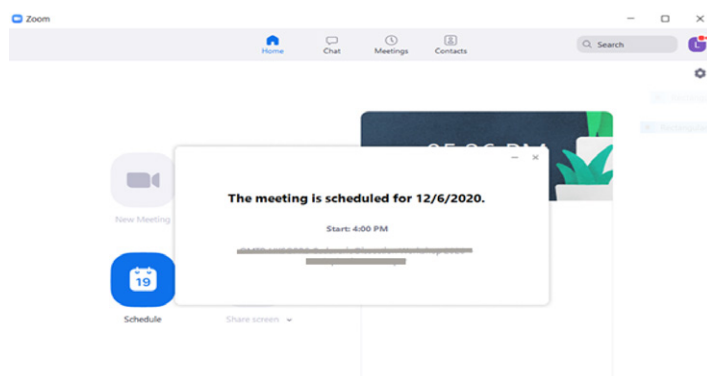 Zoom
Home
Chat
Meetings
Contacts
Search
L
The meeting is scheduled for 12/6/2020.
Start: 4:00 PM
New Meeting
19
Schedule
Share screen